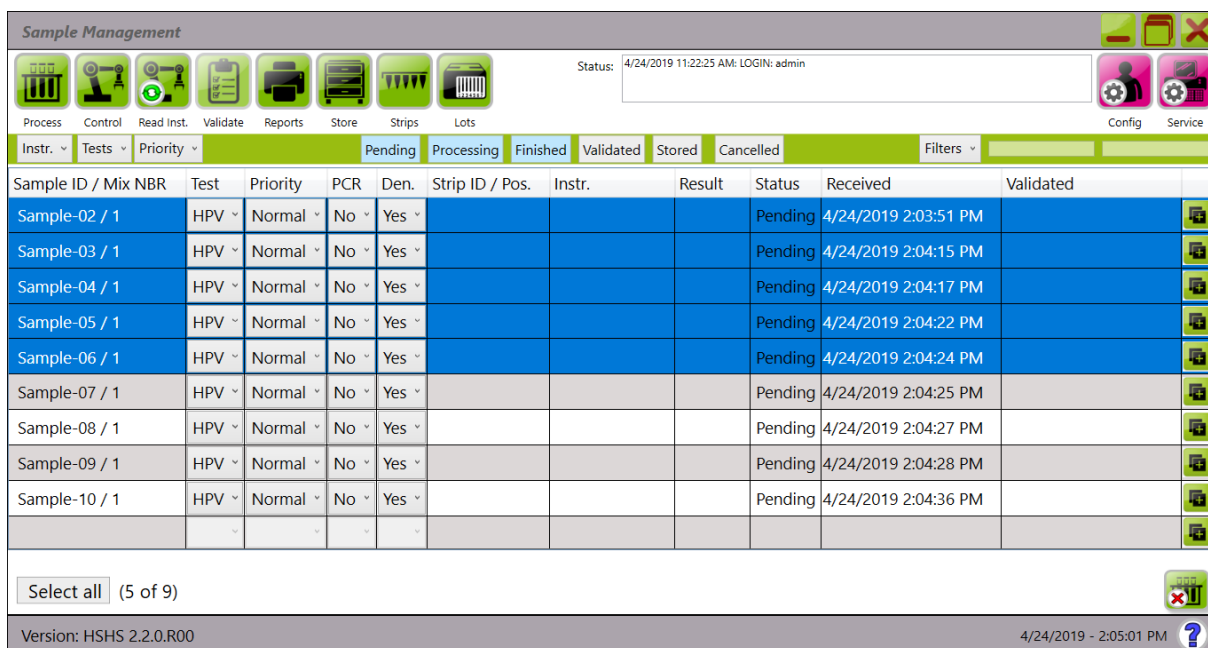 Sample Management
Status: 4/24/2019 11:22:25 AM: LOGIN: admin
Process Control Read Inst. Validate Reports Store Strips Lots Config Service
Instr. Tests Priority Pending Processing Finished Validated Stored Cancelled Filters
Sample ID / Mix NBR Test Priority PCR Den. Strip ID / Pos. Instr. Result Status Received Validated
Sample-02 / 1 HPV Normal No Yes Pending 4/24/2019 2:03:51 PM
Sample-03 / 1 HPV Normal No Yes Pending 4/24/2019 2:04:15 PM
Sample-04 / 1 HPV Normal No Yes Pending 4/24/2019 2:04:17 PM
Sample-05 / 1 HPV Normal No Yes Pending 4/24/2019 2:04:22 PM
Sample-06 / 1 HPV Normal No Yes Pending 4/24/2019 2:04:24 PM
Sample-07 / 1 HPV Normal No Yes Pending 4/24/2019 2:04:25 PM
Sample-08 / 1 HPV Normal No Yes Pending 4/24/2019 2:04:27 PM
Sample-09 / 1 HPV Normal No Yes Pending 4/24/2019 2:04:28 PM
Sample-10 / 1 HPV Normal No Yes Pending 4/24/2019 2:04:36 PM
Select all (5 of 9)
Version: HSHS 2.2.0.R00 4/24/2019 - 2:05:01 PM ?